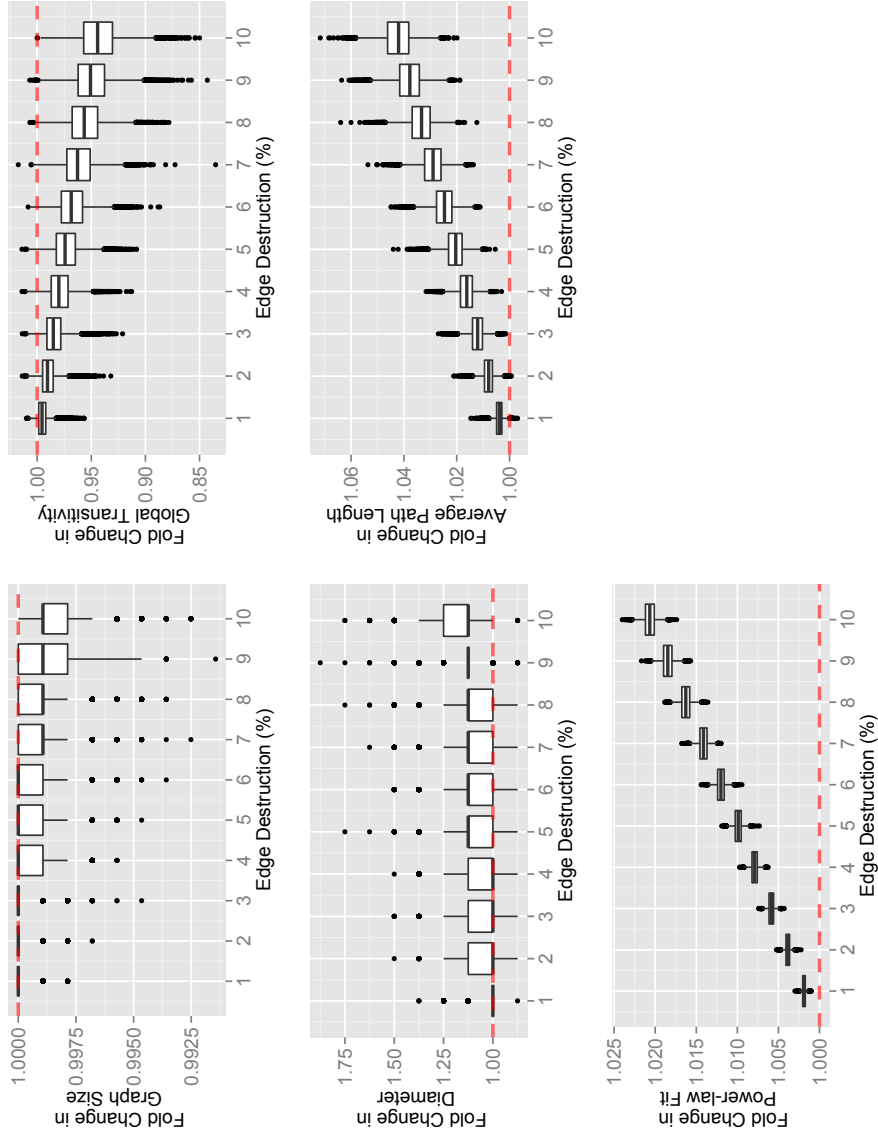 Fold Change in
Graph Size
1.0000
0.9975
0.9950
0.9925
1 2 3 4 5 6 7 8 9 10
Edge Destruction (%)
Fold Change in
Global Transitivity
1.00
0.95
0.90
0.85
1 2 3 4 5 6 7 8 9 10
Edge Destruction (%)
Fold Change in
Diameter
1.75
1.50
1.25
1.00
1 2 3 4 5 6 7 8 9 10
Edge Destruction (%)
Fold Change in
Average Path Length
1.06
1.04
1.02
1.00
1 2 3 4 5 6 7 8 9 10
Edge Destruction (%)
Fold Change in
Power-law Fit
1.025
1.020
1.015
1.010
1.005
1.000
1 2 3 4 5 6 7 8 9 10
Edge Destruction (%)